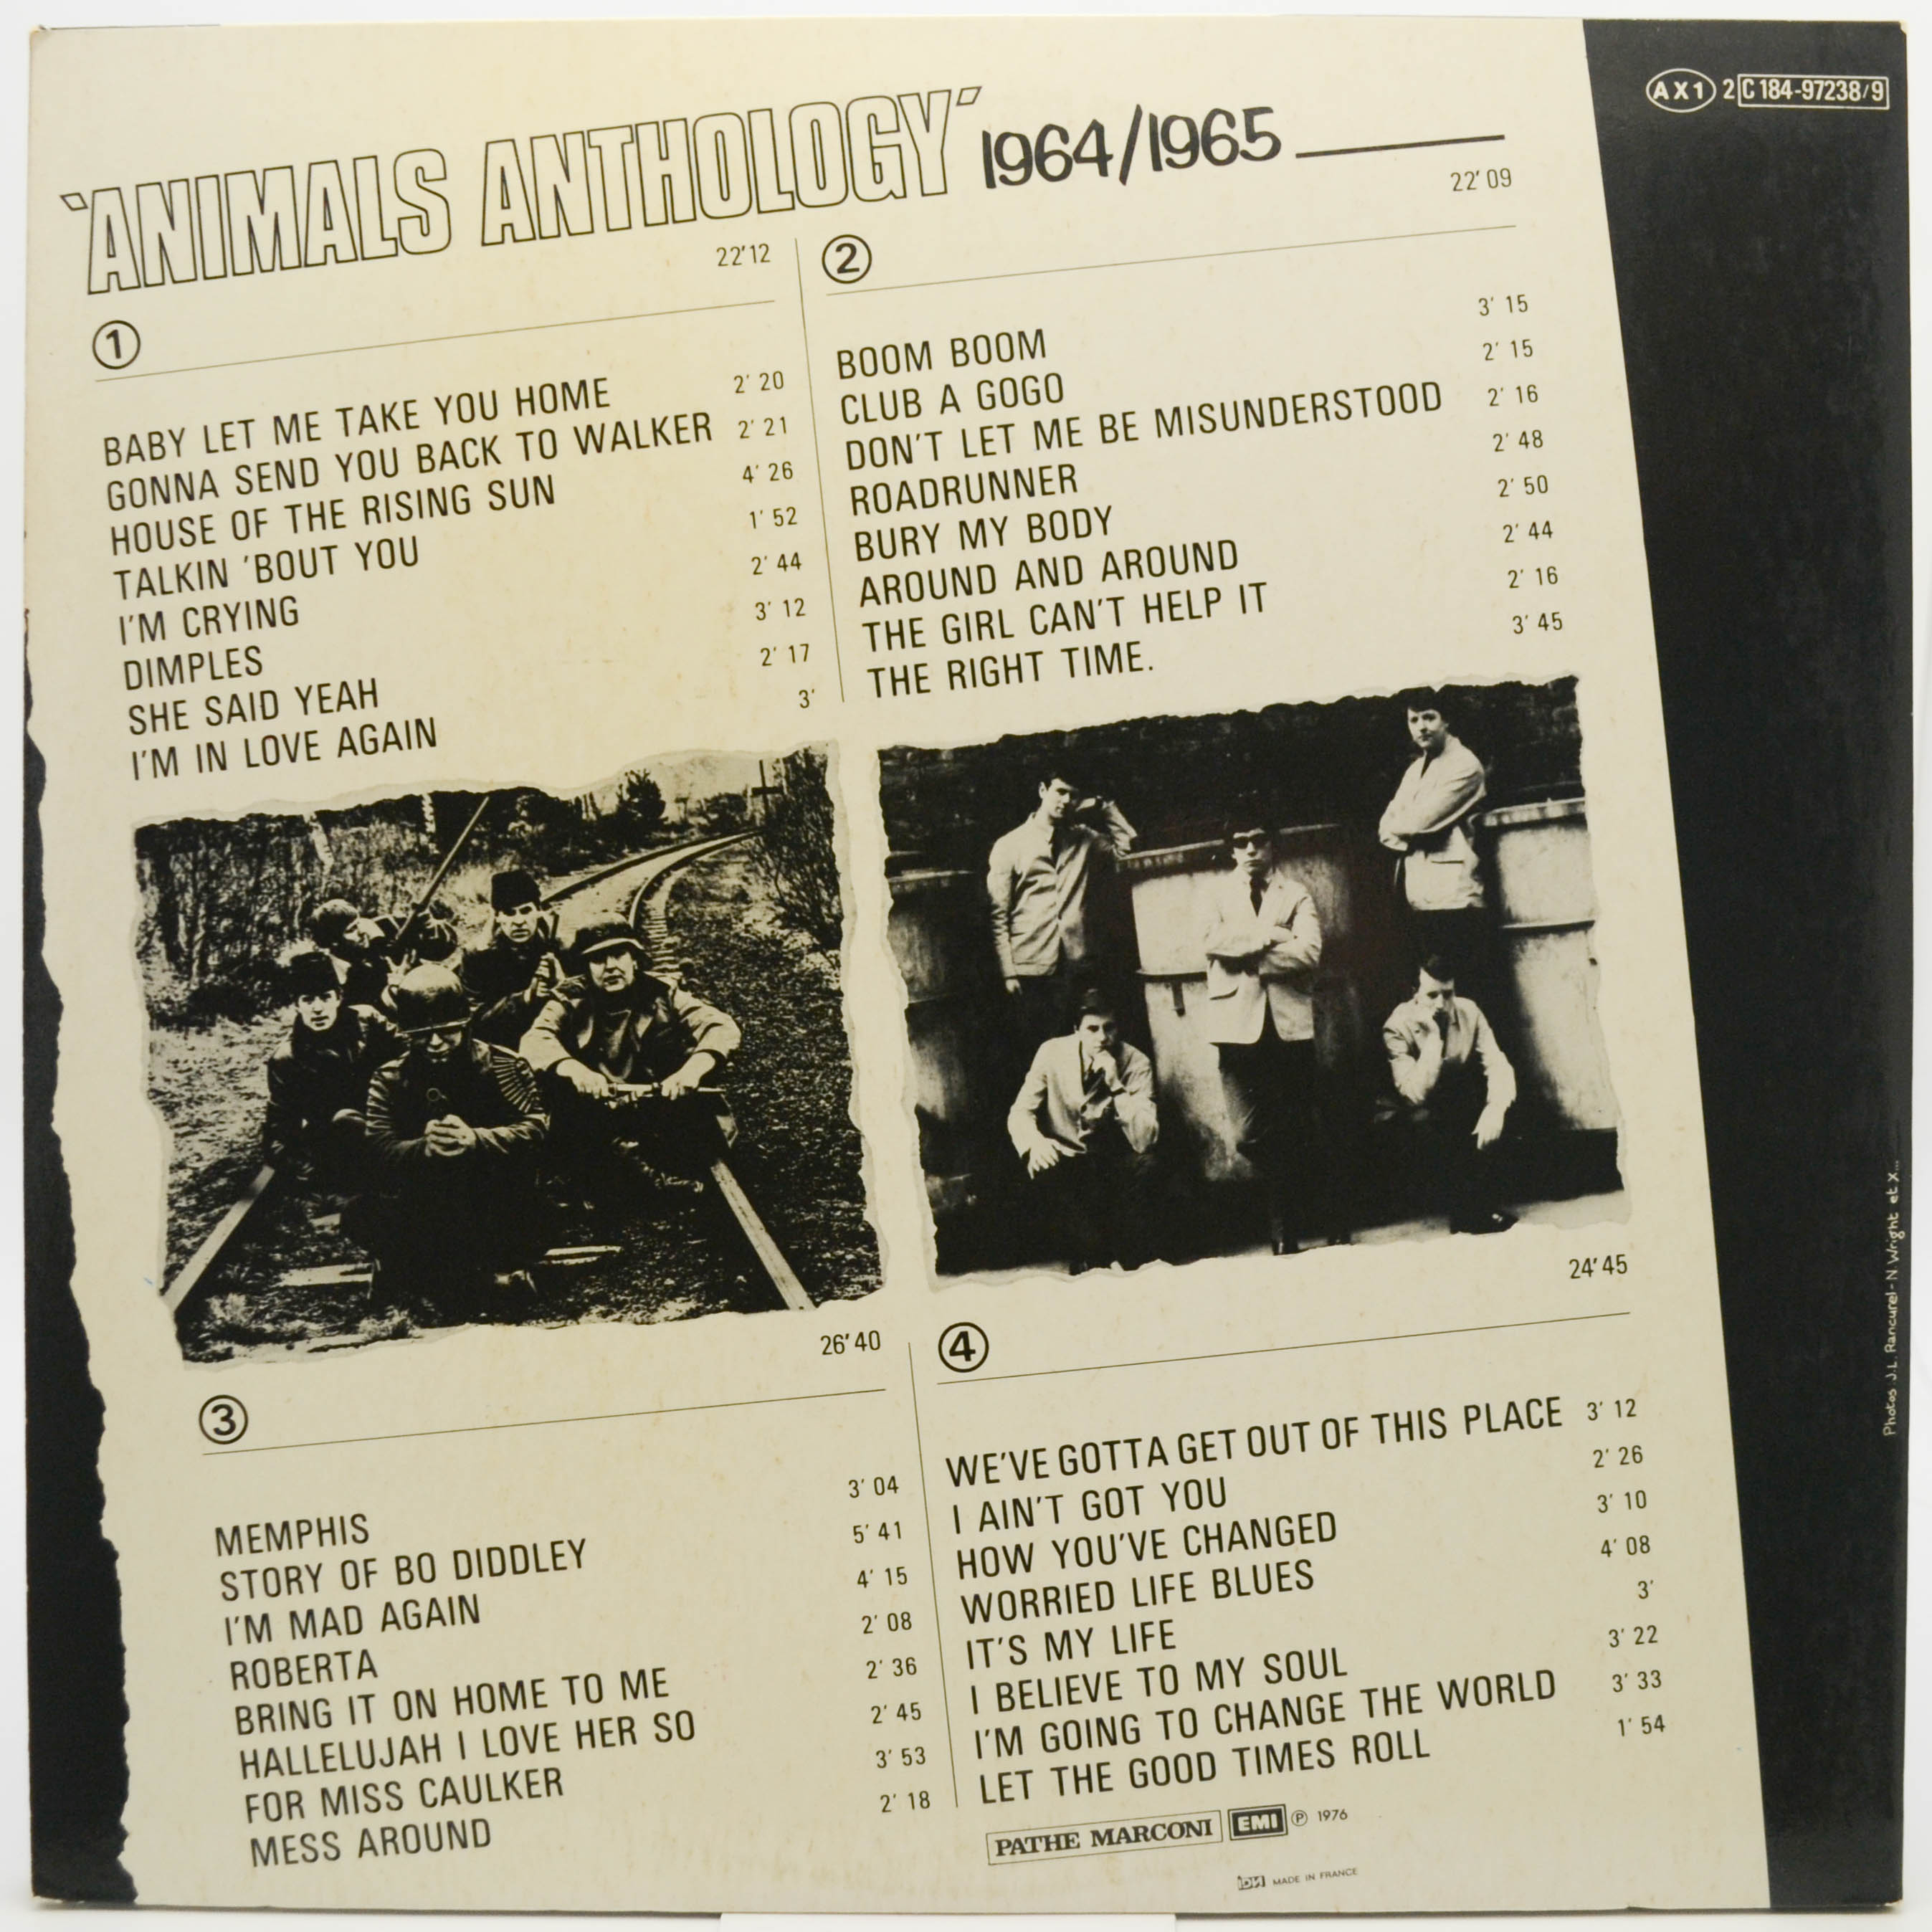 'ANIMALS ANTHOLOGY' 1964/1965
AX1 2 C 184-97238/9
1 22'12
BABY LET ME TAKE YOU HOME 2' 20
GONNA SEND YOU BACK TO WALKER 2' 21
HOUSE OF THE RISING SUN 4' 26
TALKIN 'BOUT YOU 1' 52
I'M CRYING 2' 44
DIMPLES 3' 12
SHE SAID YEAH 2' 17
I'M IN LOVE AGAIN 3'
2 22'09
BOOM BOOM 3' 15
CLUB A GOGO 2' 15
DON'T LET ME BE MISUNDERSTOOD 2' 16
ROADRUNNER 2' 48
BURY MY BODY 2' 50
AROUND AND AROUND 2' 44
THE GIRL CAN'T HELP IT 2' 16
THE RIGHT TIME. 3' 45
3 26'40
MEMPHIS 3' 04
STORY OF BO DIDDLEY 5' 41
I'M MAD AGAIN 4' 15
ROBERTA 2' 08
BRING IT ON HOME TO ME 2' 36
HALLELUJAH I LOVE HER SO 2' 45
FOR MISS CAULKER 3' 53
MESS AROUND 2' 18
4 24'45
WE'VE GOTTA GET OUT OF THIS PLACE 3' 12
I AIN'T GOT YOU 2' 26
HOW YOU'VE CHANGED 3' 10
WORRIED LIFE BLUES 4' 08
IT'S MY LIFE 3'
I BELIEVE TO MY SOUL 3' 22
I'M GOING TO CHANGE THE WORLD 3' 33
LET THE GOOD TIMES ROLL 1' 54
PATHE MARCONI EMI ℗ 1976
IDN MADE IN FRANCE
Photos J.L. Rancurel - N. Wright et X...